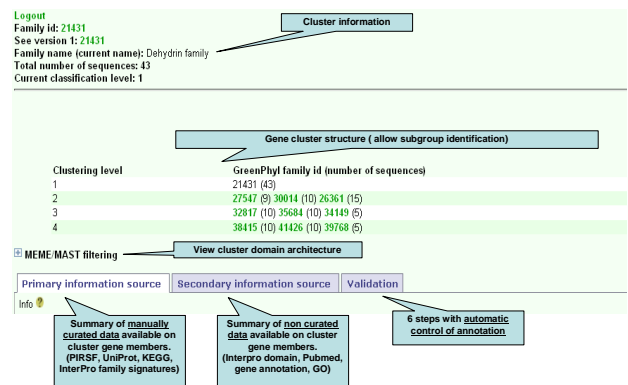 Logout
Family id: 21431
Cluster information
See version 1: 21431
Family name (current name): Dehydrin family
Total number of sequences: 43
Current classification level: 1
Gene cluster structure ( allow subgroup identification)
Clustering level GreenPhyl family id (number of sequences)
1 21431 (43)
2 27547 (9) 30014 (10) 26361 (15)
3 32817 (10) 35684 (10) 34149 (5)
4 38415 (10) 41426 (10) 39768 (5)
MEME/MAST filtering
View cluster domain architecture
Primary information source Secondary information source Validation
Info ?
Summary of manually
curated data available on
cluster gene members.
(PIRSF, UniProt, KEGG,
InterPro family signatures)
Summary of non curated
data available on cluster
gene members.
(Interpro domain, Pubmed,
gene annotation, GO)
6 steps with automatic
control of annotation